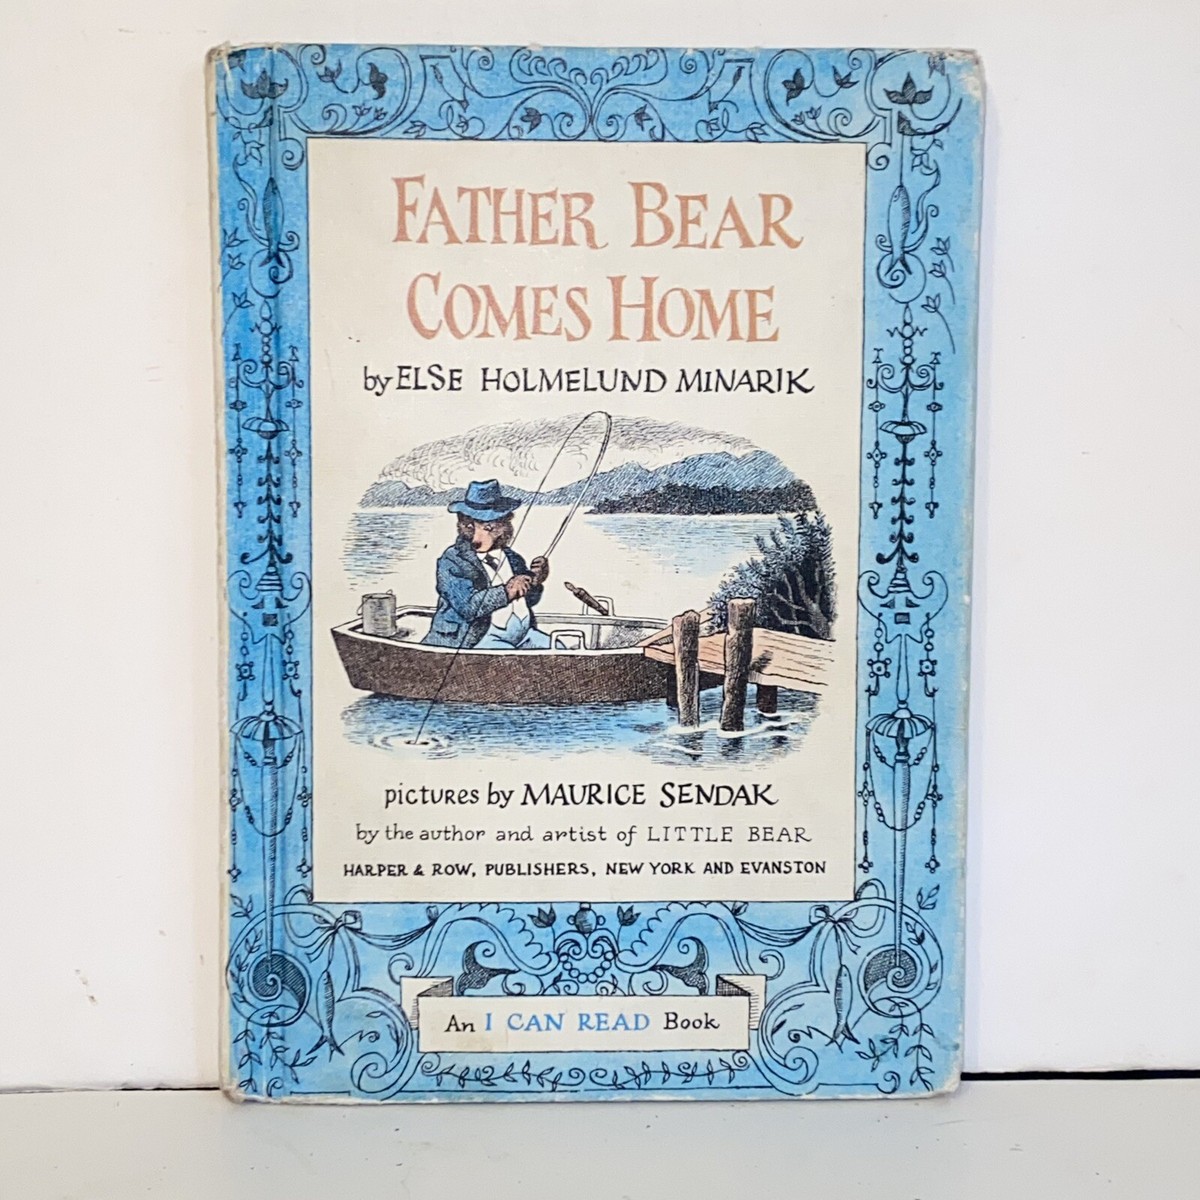 FATHER BEAR
COMES HOME
by ELSE HOLMELUND MINARIK
pictures by MAURICE SENDAK
by the author and artist of LITTLE BEAR
HARPER & ROW, PUBLISHERS, NEW YORK AND EVANSTON
An I CAN READ Book